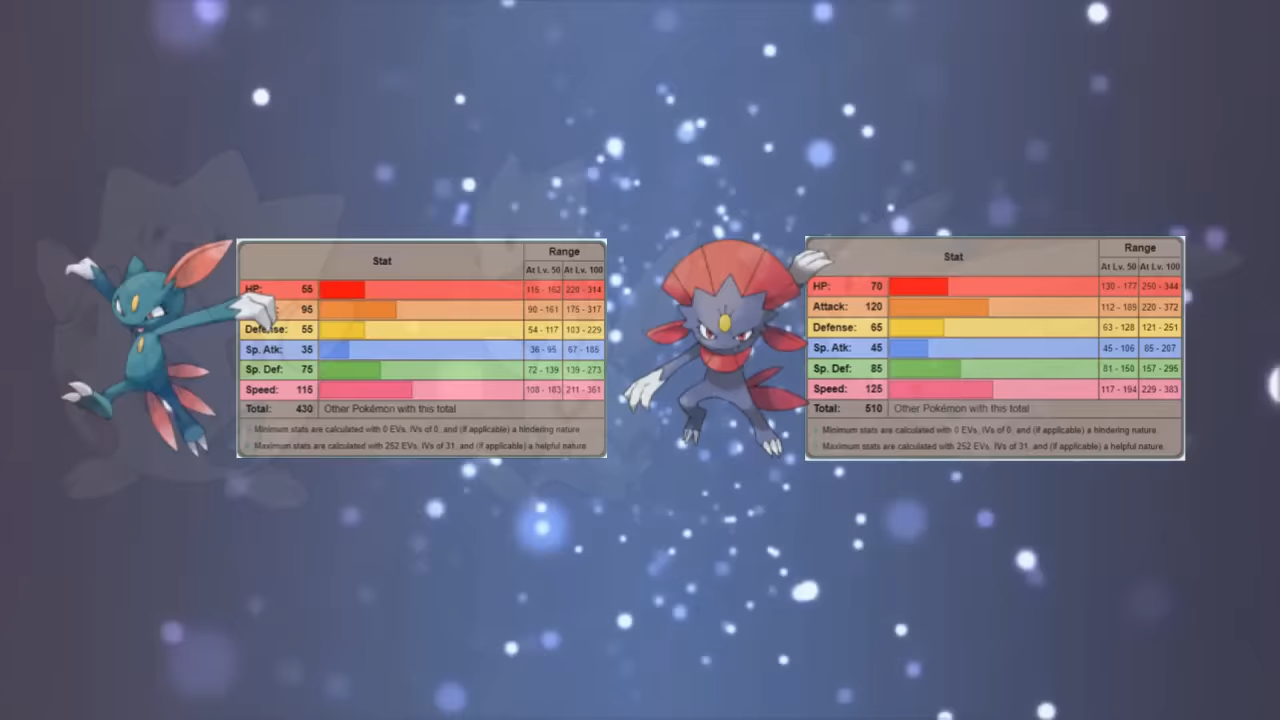 Stat Range
At Lv. 50 At Lv. 100
HP: 55 115 - 162 220 - 314
95 90 - 161 175 - 317
Defense: 55 54 - 117 103 - 229
Sp. Atk: 35 36 - 95 67 - 185
Sp. Def: 75 72 - 139 139 - 273
Speed: 115 108 - 183 211 - 361
Total: 430 Other Pokémon with this total
Minimum stats are calculated with 0 EVs, IVs of 0, and (if applicable) a hindering nature.
Maximum stats are calculated with 252 EVs, IVs of 31, and (if applicable) a helpful nature.
Stat Range
At Lv. 50 At Lv. 100
HP: 70 130 - 177 250 - 344
Attack: 120 112 - 189 220 - 372
Defense: 65 63 - 128 121 - 251
Sp. Atk: 45 45 - 106 85 - 207
Sp. Def: 85 81 - 150 157 - 295
Speed: 125 117 - 194 229 - 383
Total: 510 Other Pokémon with this total
Minimum stats are calculated with 0 EVs, IVs of 0, and (if applicable) a hindering nature.
Maximum stats are calculated with 252 EVs, IVs of 31, and (if applicable) a helpful nature.